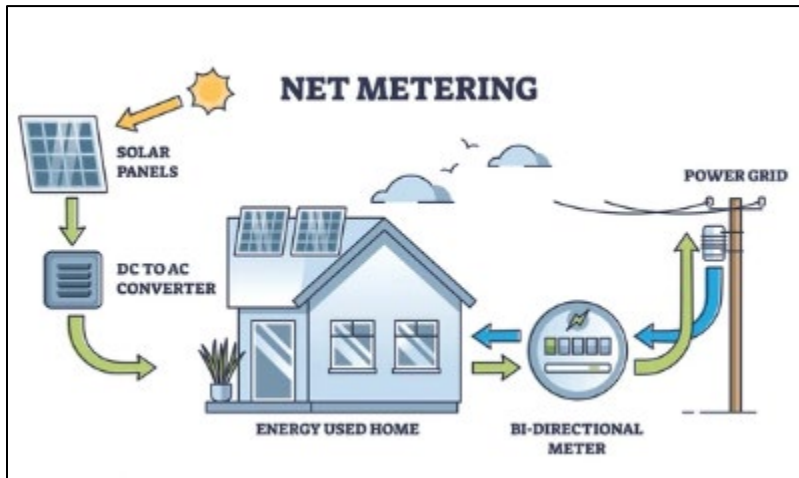 NET METERING
SOLAR
PANELS
POWER GRID
DC TO AC
CONVERTER
ENERGY USED HOME
BI-DIRECTIONAL
METER